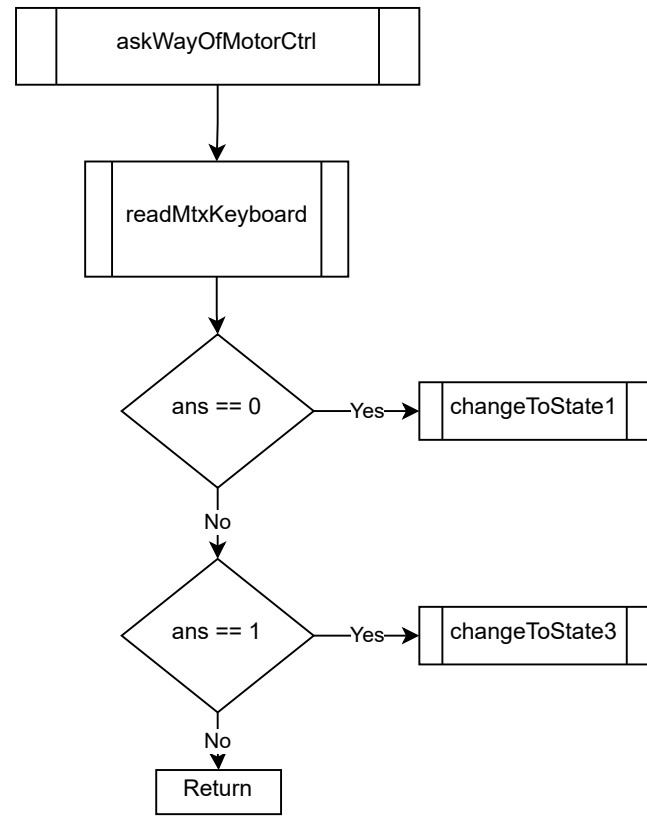 askWayOfMotorCtrl
readMtxKeyboard
ans == 0
Yes
changeToState1
No
ans == 1
Yes
changeToState3
No
Return